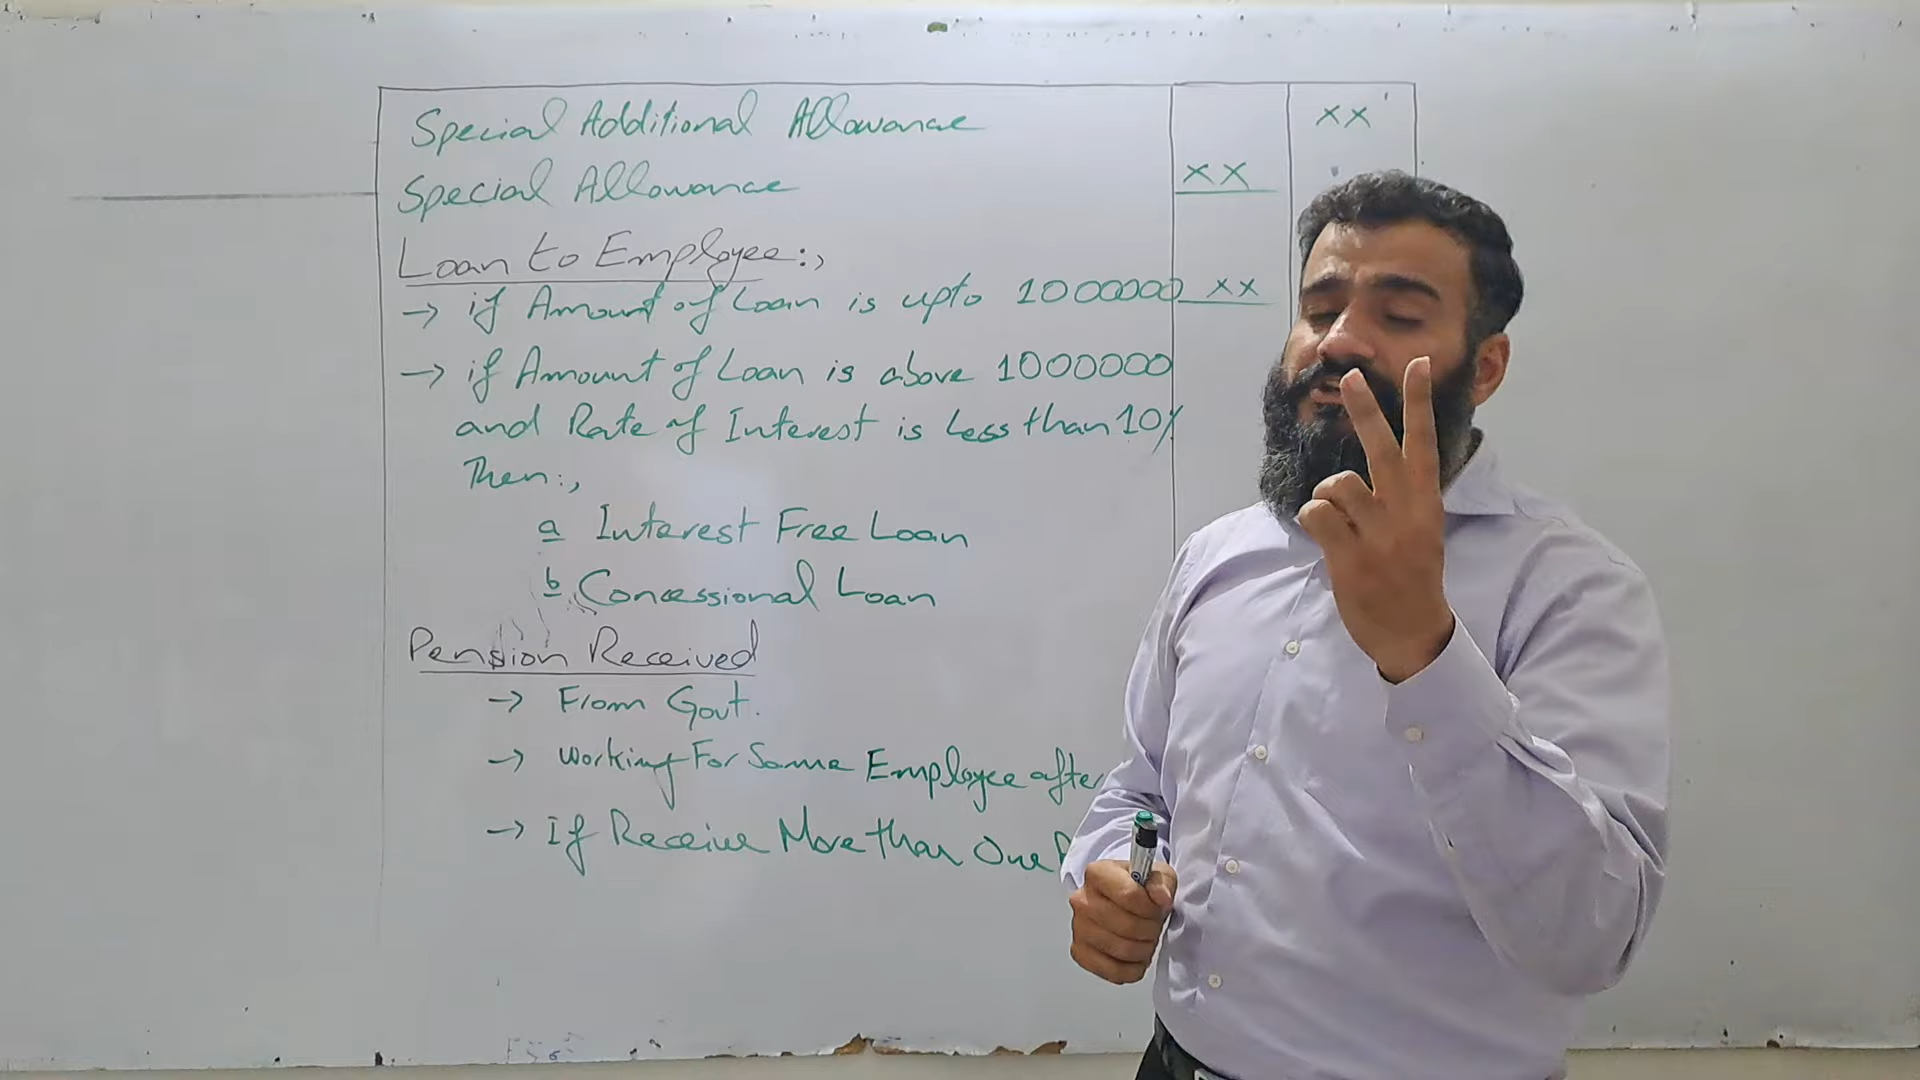 Special Additional Allowance xx
Special Allowance xx
Loan to Employee:,
→ if Amount of Loan is upto 1000000 xx
→ if Amount of Loan is above 1000000
and Rate of Interest is Less than 10%
Then:,
a Interest Free Loan
b Concessional Loan
Pension Received
→ From Govt.
→ Working For Same Employee after
→ If Receive More than One